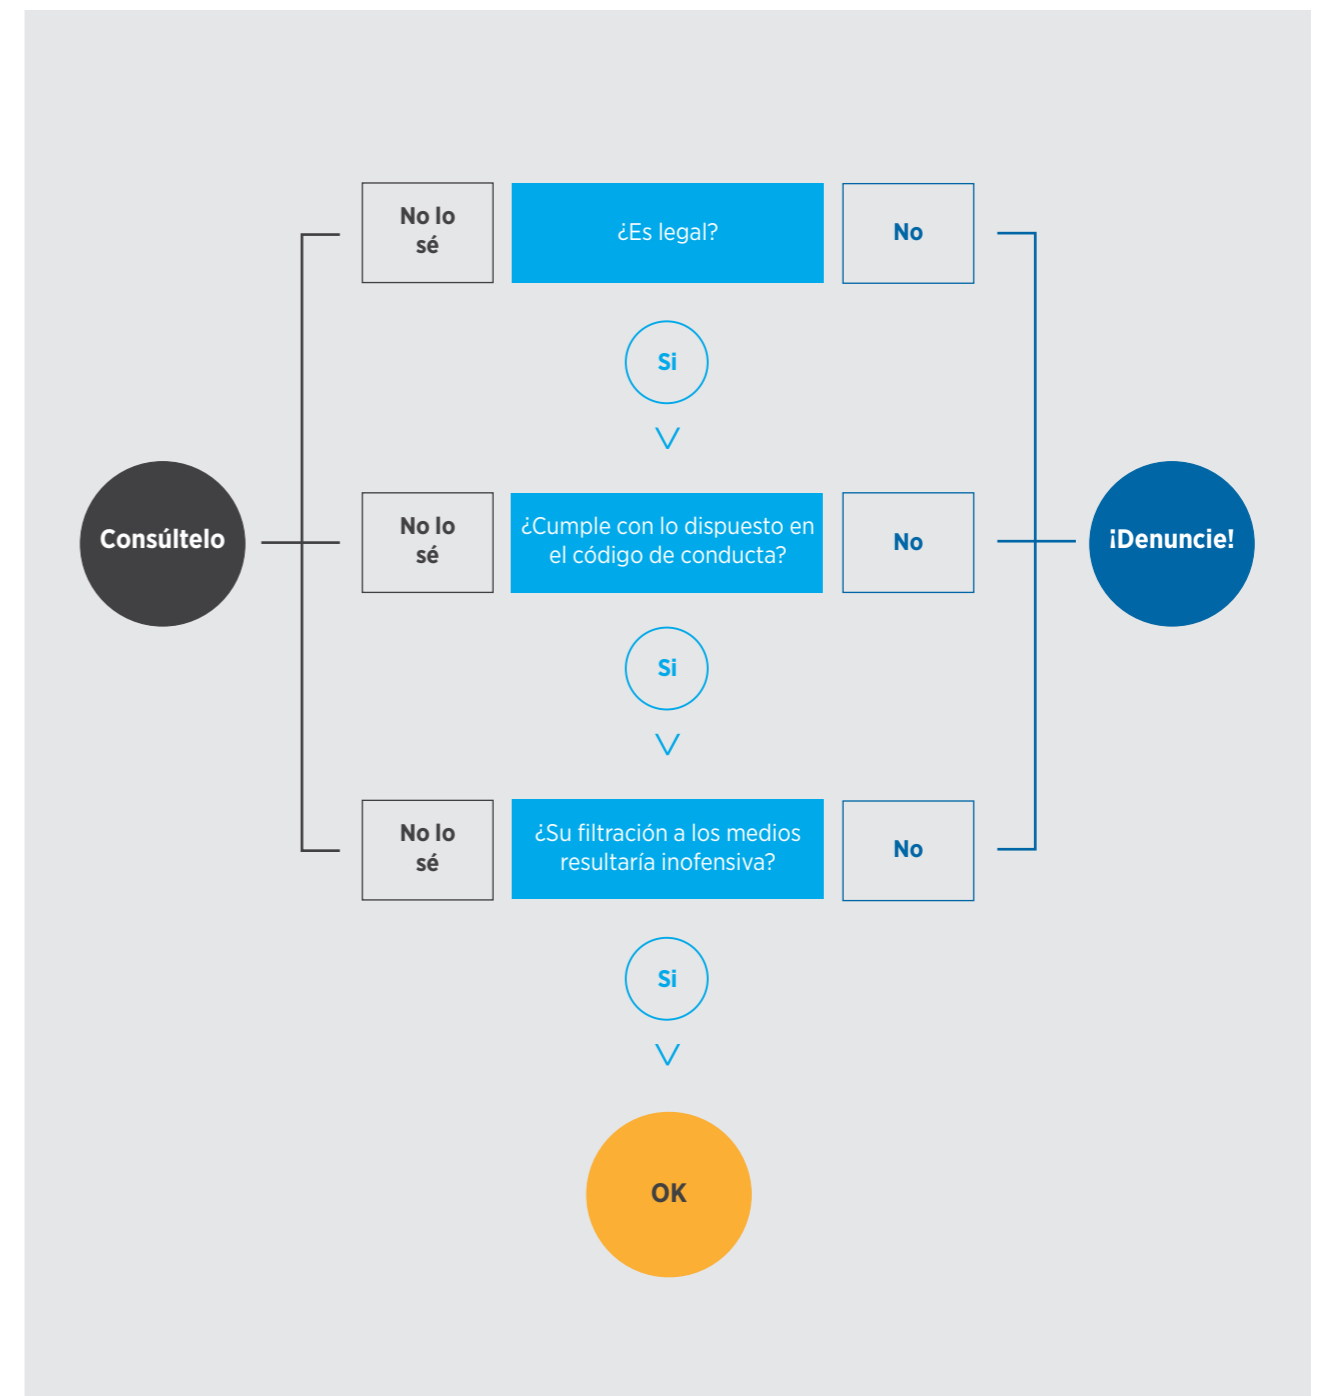 No lo
sé
¿Es legal?
No
Si
Consúltelo
No lo
sé
¿Cumple con lo dispuesto en
el código de conducta?
No
¡Denuncie!
Si
No lo
sé
¿Su filtración a los medios
resultaría inofensiva?
No
Si
OK